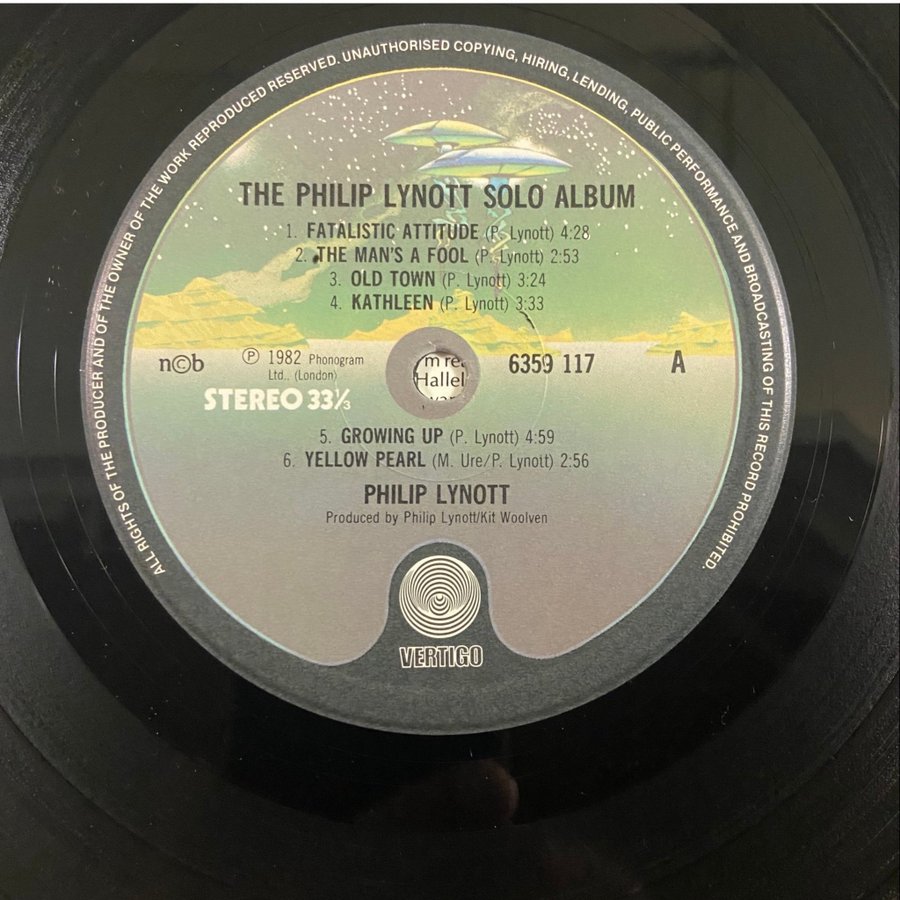 ALL RIGHTS OF THE PRODUCER AND OF THE OWNER OF THE WORK REPRODUCED RESERVED. UNAUTHORISED COPYING, HIRING, LENDING, PUBLIC PERFORMANCE AND BROADCASTING OF THIS RECORD PROHIBITED.
THE PHILIP LYNOTT SOLO ALBUM
1. FATALISTIC ATTITUDE (P. Lynott) 4:28
2. THE MAN'S A FOOL (P. Lynott) 2:53
3. OLD TOWN (P. Lynott) 3:24
4. KATHLEEN (P. Lynott) 3:33
n©b ℗ 1982 Phonogram 6359 117 A
Ltd.. (London)
STEREO 33⅓
5. GROWING UP (P. Lynott) 4:59
6. YELLOW PEARL (M. Ure/P. Lynott) 2:56
PHILIP LYNOTT
Produced by Philip Lynott/Kit Woolven
VERTIGO